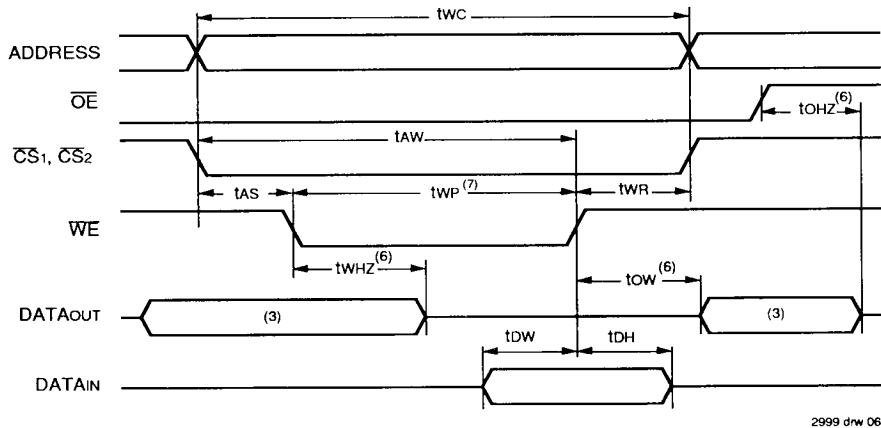 tWC
ADDRESS
OE
tOHZ(6)
tAW
CS1, CS2
tAS
tWP(7)
tWR
WE
tWHZ(6)
tOW(6)
DATAOUT
(3)
(3)
tDW
tDH
DATAIN
2999 drw 06